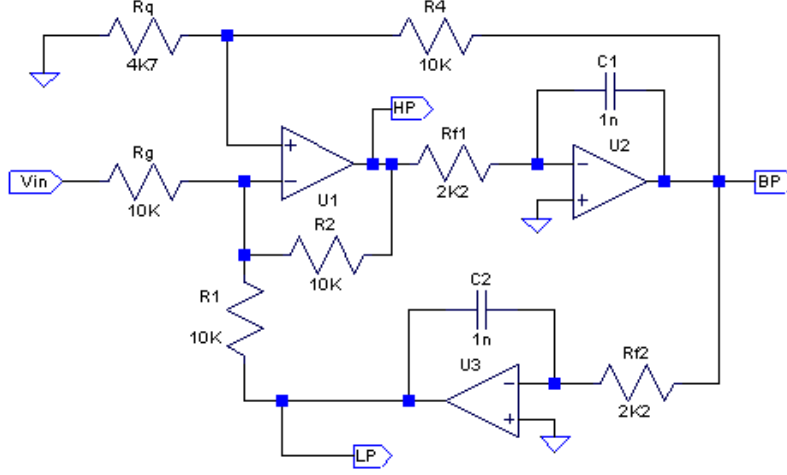 Rq
4K7
R4
10K
C1
1n
U2
HP
Rf1
2K2
+
−
U1
−
+
BP
Vin
Rg
10K
R2
10K
R1
10K
C2
1n
U3
−
+
Rf2
2K2
LP